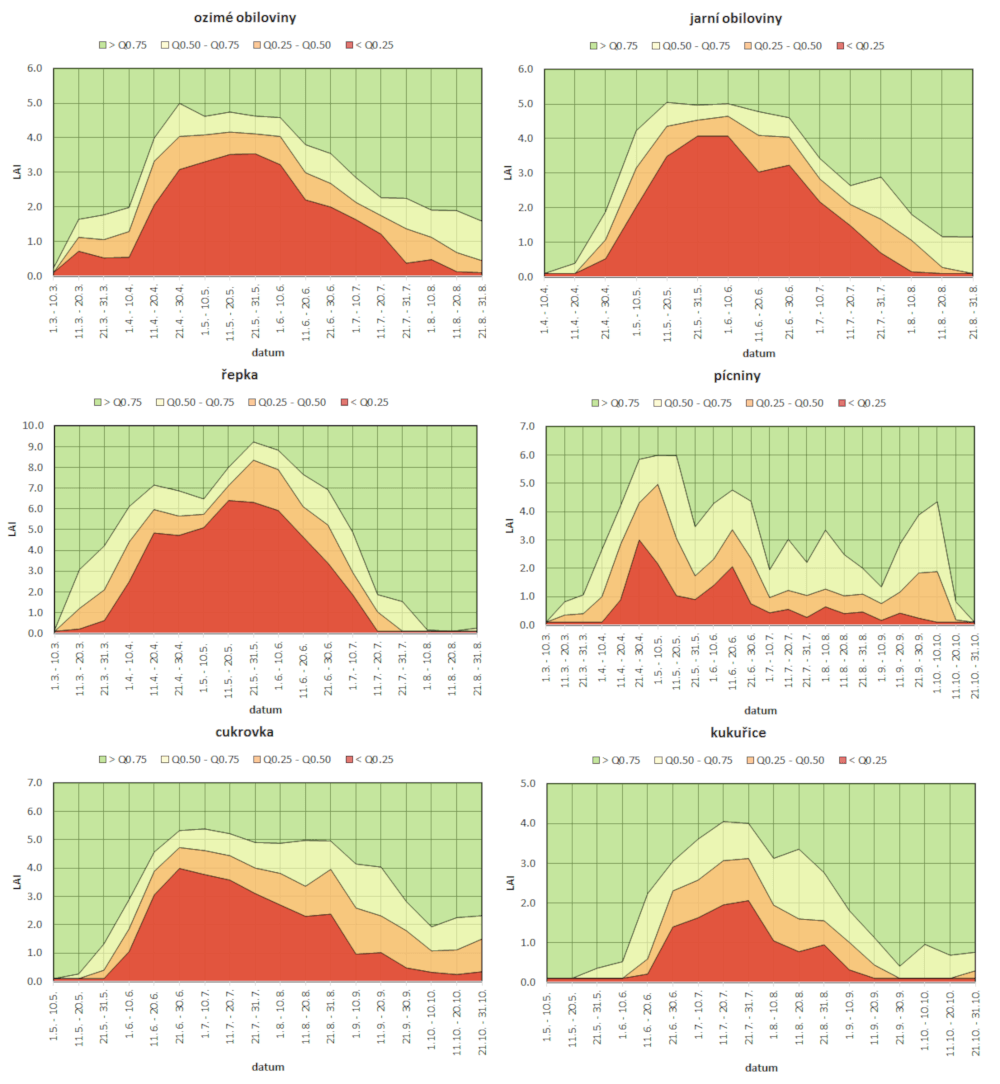 ozimé obiloviny
> Q0.75 Q0.50 - Q0.75 Q0.25 - Q0.50 < Q0.25
6.0
5.0
4.0
3.0
2.0
1.0
0.0
LAI
1.3. - 10.3.
11.3. - 20.3.
21.3. - 31.3.
1.4. - 10.4.
11.4. - 20.4.
21.4. - 30.4.
1.5. - 10.5.
11.5. - 20.5.
21.5. - 31.5.
1.6. - 10.6.
11.6. - 20.6.
21.6. - 30.6.
1.7. - 10.7.
11.7. - 20.7.
21.7. - 31.7.
1.8. - 10.8.
11.8. - 20.8.
21.8. - 31.8.
datum
jarní obiloviny
> Q0.75 Q0.50 - Q0.75 Q0.25 - Q0.50 < Q0.25
6.0
5.0
4.0
3.0
2.0
1.0
0.0
LAI
1.4. - 10.4.
11.4. - 20.4.
21.4. - 30.4.
1.5. - 10.5.
11.5. - 20.5.
21.5. - 31.5.
1.6. - 10.6.
11.6. - 20.6.
21.6. - 30.6.
1.7. - 10.7.
11.7. - 20.7.
21.7. - 31.7.
1.8. - 10.8.
11.8. - 20.8.
21.8. - 31.8.
datum
řepka
> Q0.75 Q0.50 - Q0.75 Q0.25 - Q0.50 < Q0.25
10.0
9.0
8.0
7.0
6.0
5.0
4.0
3.0
2.0
1.0
0.0
LAI
1.3. - 10.3.
11.3. - 20.3.
21.3. - 31.3.
1.4. - 10.4.
11.4. - 20.4.
21.4. - 30.4.
1.5. - 10.5.
11.5. - 20.5.
21.5. - 31.5.
1.6. - 10.6.
11.6. - 20.6.
21.6. - 30.6.
1.7. - 10.7.
11.7. - 20.7.
21.7. - 31.7.
1.8. - 10.8.
11.8. - 20.8.
21.8. - 31.8.
datum
pícniny
> Q0.75 Q0.50 - Q0.75 Q0.25 - Q0.50 < Q0.25
7.0
6.0
5.0
4.0
3.0
2.0
1.0
0.0
LAI
1.3. - 10.3.
11.3. - 20.3.
21.3. - 31.3.
1.4. - 10.4.
11.4. - 20.4.
21.4. - 30.4.
1.5. - 10.5.
11.5. - 20.5.
21.5. - 31.5.
1.6. - 10.6.
11.6. - 20.6.
21.6. - 30.6.
1.7. - 10.7.
11.7. - 20.7.
21.7. - 31.7.
1.8. - 10.8.
11.8. - 20.8.
21.8. - 31.8.
1.9. - 10.9.
11.9. - 20.9.
21.9. - 30.9.
1.10. - 10.10.
11.10. - 20.10.
21.10. - 31.10.
datum
cukrovka
> Q0.75 Q0.50 - Q0.75 Q0.25 - Q0.50 < Q0.25
7.0
6.0
5.0
4.0
3.0
2.0
1.0
0.0
LAI
1.5. - 10.5.
11.5. - 20.5.
21.5. - 31.5.
1.6. - 10.6.
11.6. - 20.6.
21.6. - 30.6.
1.7. - 10.7.
11.7. - 20.7.
21.7. - 31.7.
1.8. - 10.8.
11.8. - 20.8.
21.8. - 31.8.
1.9. - 10.9.
11.9. - 20.9.
21.9. - 30.9.
1.10. - 10.10.
11.10. - 20.10.
21.10. - 31.10.
datum
kukuřice
> Q0.75 Q0.50 - Q0.75 Q0.25 - Q0.50 < Q0.25
5.0
4.0
3.0
2.0
1.0
0.0
LAI
1.5. - 10.5.
11.5. - 20.5.
21.5. - 31.5.
1.6. - 10.6.
11.6. - 20.6.
21.6. - 30.6.
1.7. - 10.7.
11.7. - 20.7.
21.7. - 31.7.
1.8. - 10.8.
11.8. - 20.8.
21.8. - 31.8.
1.9. - 10.9.
11.9. - 20.9.
21.9. - 30.9.
1.10. - 10.10.
11.10. - 20.10.
21.10. - 31.10.
datum